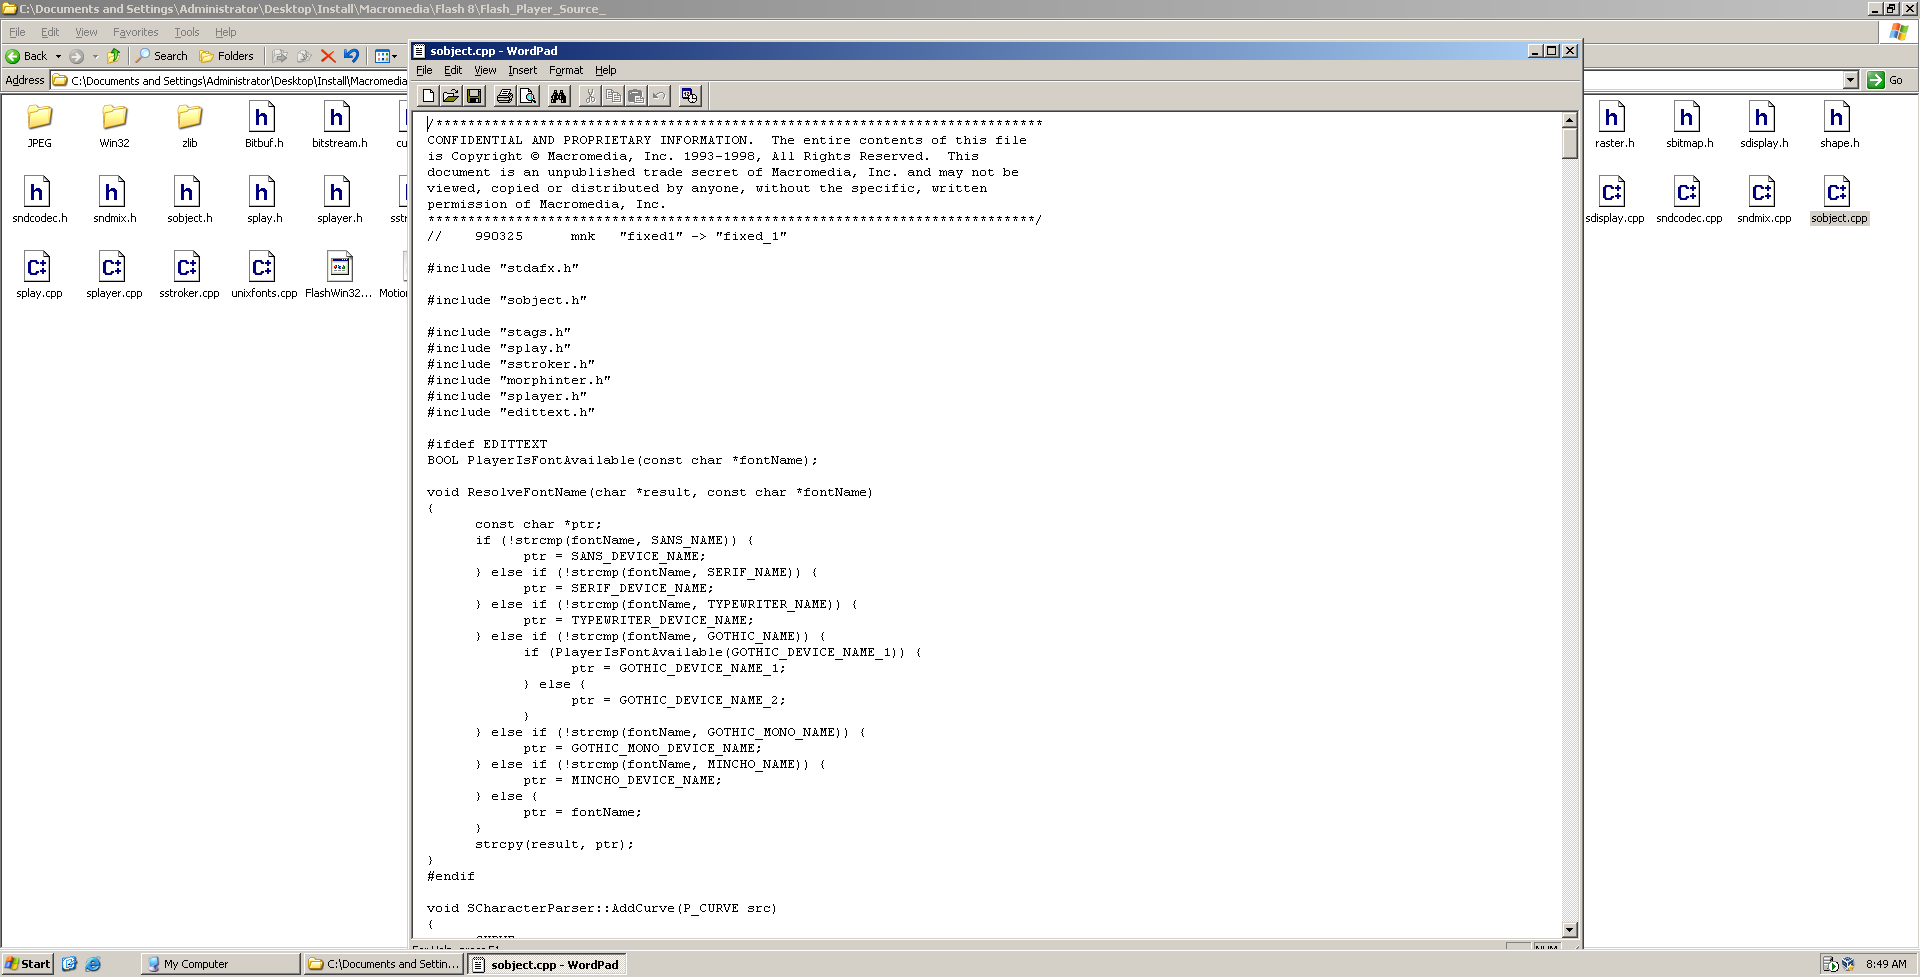 C:\Documents and Settings\Administrator\Desktop\Install\Macromedia\Flash 8\Flash_Player_Source_
File Edit View Favorites Tools Help
Back Search Folders
Address C:\Documents and Settings\Administrator\Desktop\Install\Macromedia Go
JPEG Win32 zlib Bitbuf.h bitstream.h cu
sndcodec.h sndmix.h sobject.h splay.h splayer.h sstr
splay.cpp splayer.cpp sstroker.cpp unixfonts.cpp FlashWin32... Motion
raster.h sbitmap.h sdisplay.h shape.h
sdisplay.cpp sndcodec.cpp sndmix.cpp sobject.cpp
sobject.cpp - WordPad
File Edit View Insert Format Help
/****************************************************************************
CONFIDENTIAL AND PROPRIETARY INFORMATION.  The entire contents of this file
is Copyright © Macromedia, Inc. 1993-1998, All Rights Reserved.  This
document is an unpublished trade secret of Macromedia, Inc. and may not be
viewed, copied or distributed by anyone, without the specific, written
permission of Macromedia, Inc.
****************************************************************************/
//    990325      mnk   "fixed1" -> "fixed_1"
#include "stdafx.h"
#include "sobject.h"
#include "stags.h"
#include "splay.h"
#include "sstroker.h"
#include "morphinter.h"
#include "splayer.h"
#include "edittext.h"
#ifdef EDITTEXT
BOOL PlayerIsFontAvailable(const char *fontName);
void ResolveFontName(char *result, const char *fontName)
{
      const char *ptr;
      if (!strcmp(fontName, SANS_NAME)) {
            ptr = SANS_DEVICE_NAME;
      } else if (!strcmp(fontName, SERIF_NAME)) {
            ptr = SERIF_DEVICE_NAME;
      } else if (!strcmp(fontName, TYPEWRITER_NAME)) {
            ptr = TYPEWRITER_DEVICE_NAME;
      } else if (!strcmp(fontName, GOTHIC_NAME)) {
            if (PlayerIsFontAvailable(GOTHIC_DEVICE_NAME_1)) {
                  ptr = GOTHIC_DEVICE_NAME_1;
            } else {
                  ptr = GOTHIC_DEVICE_NAME_2;
            }
      } else if (!strcmp(fontName, GOTHIC_MONO_NAME)) {
            ptr = GOTHIC_MONO_DEVICE_NAME;
      } else if (!strcmp(fontName, MINCHO_NAME)) {
            ptr = MINCHO_DEVICE_NAME;
      } else {
            ptr = fontName;
      }
      strcpy(result, ptr);
}
#endif
void SCharacterParser::AddCurve(P_CURVE src)
{
Start My Computer C:\Documents and Settin... sobject.cpp - WordPad 8:49 AM